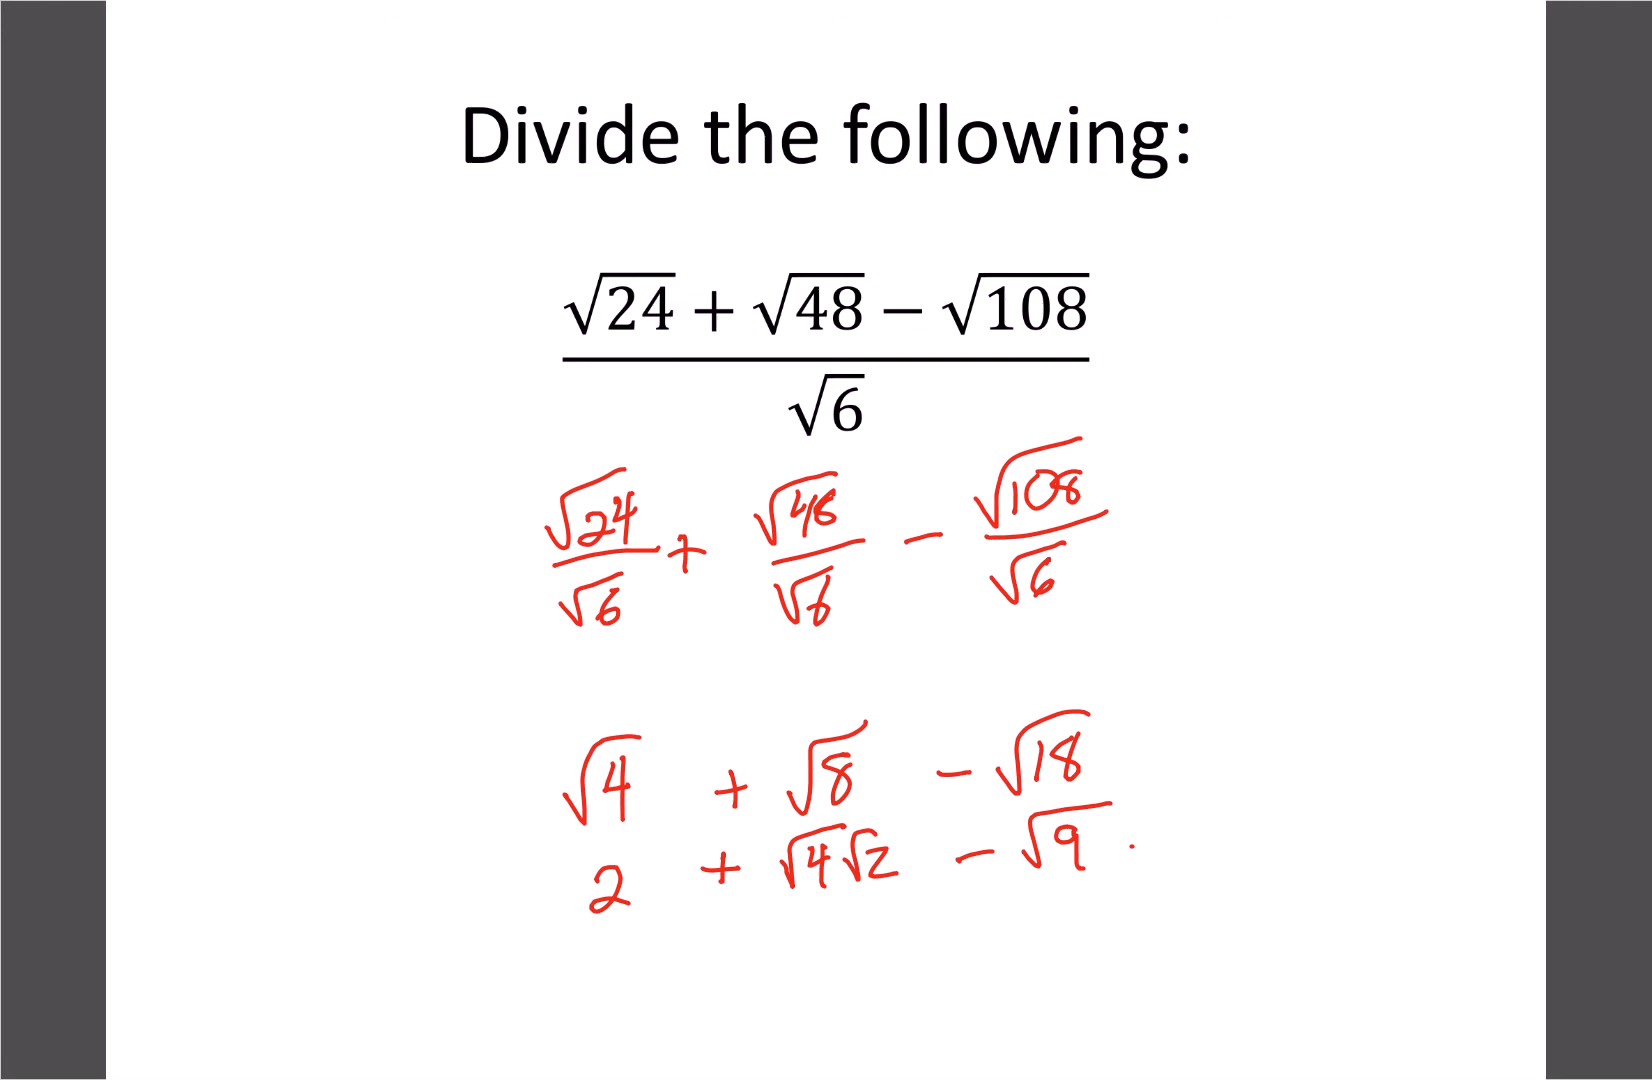 Divide the following:
√24 + √48 − √108
√6
√24/√6 + √48/√6 − √108/√6
√4 + √8 − √18
2 + √4√2 − √9 ·